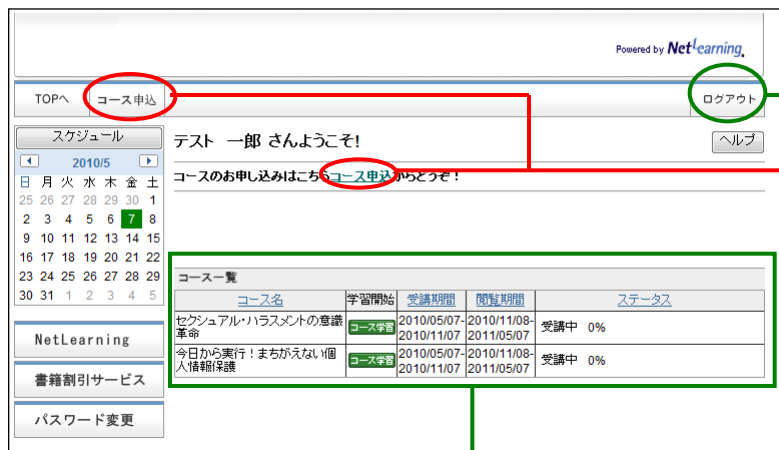 Powered by NetLearning.
TOPへ コース申込 ログアウト
スケジュール
2010/5
日 月 火 水 木 金 土
25 26 27 28 29 30 1
2 3 4 5 6 7 8
9 10 11 12 13 14 15
16 17 18 19 20 21 22
23 24 25 26 27 28 29
30 31 1 2 3 4 5
NetLearning
書籍割引サービス
パスワード変更
テスト 一郎 さんようこそ!
ヘルプ
コースのお申し込みはこちらコース申込からどうぞ!
コース一覧
コース名 学習開始 受講期間 閲覧期間 ステータス
セクシュアル・ハラスメントの意識
革命
コース学習
2010/05/07-
2010/11/07
2010/11/08-
2011/05/07
受講中 0%
今日から実行!まちがえない個
人情報保護
コース学習
2010/05/07-
2010/11/07
2010/11/08-
2011/05/07
受講中 0%